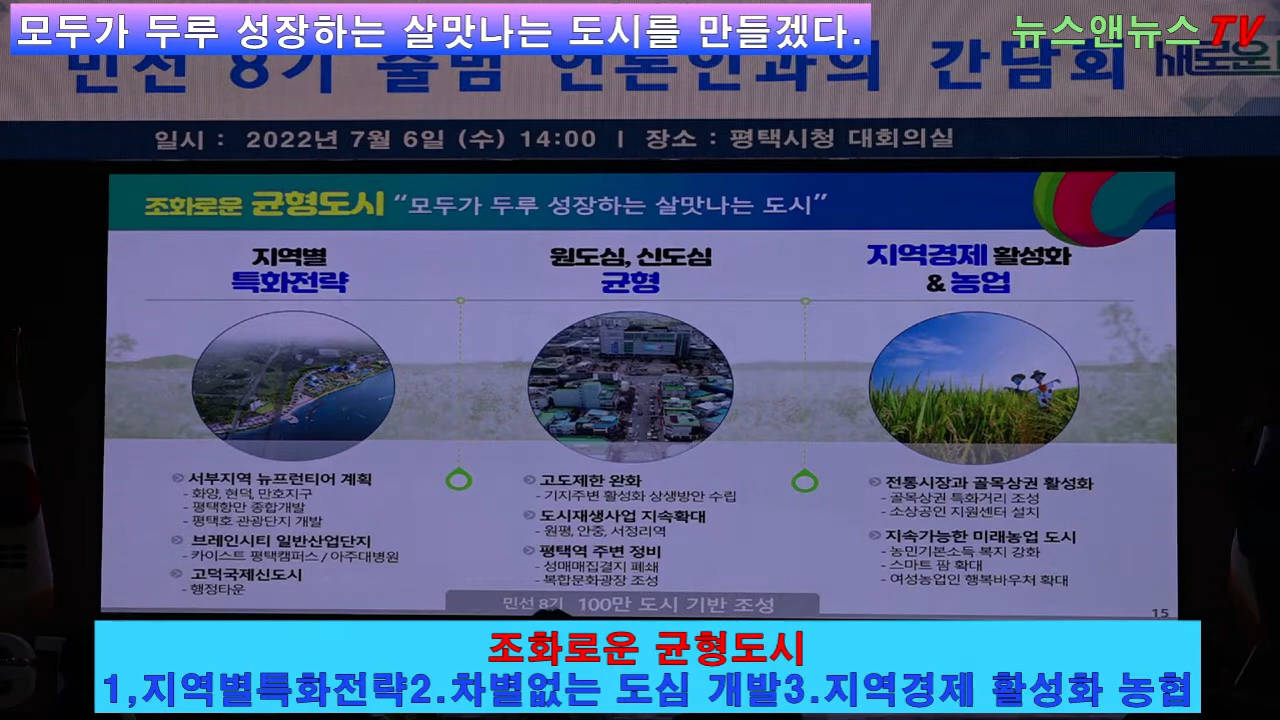 모두가 두루 성장하는 살맛나는 도시를 만들겠다.
뉴스앤뉴스 TV
민선 8기 출범 언론인과의 간담회 새로운
일시 : 2022년 7월 6일 (수) 14:00 ㅣ 장소 : 평택시청 대회의실
조화로운 균형도시 “모두가 두루 성장하는 살맛나는 도시”
지역별
특화전략
원도심, 신도심
균형
지역경제 활성화
& 농업
서부지역 뉴프런티어 계획
- 화양, 현덕, 만호지구
- 평택항만 종합개발
- 평택호 관광단지 개발
브레인시티 일반산업단지
- 카이스트 평택캠퍼스 / 아주대병원
고덕국제신도시
- 행정타운
고도제한 완화
- 기지주변 활성화 상생방안 수립
도시재생사업 지속확대
- 원평, 안중, 서정리역
평택역 주변 정비
- 성매매집결지 폐쇄
- 복합문화광장 조성
전통시장과 골목상권 활성화
- 골목상권 특화거리 조성
- 소상공인 지원센터 설치
지속가능한 미래농업 도시
- 농민기본소득 복지 강화
- 스마트 팜 확대
- 여성농업인 행복바우처 확대
민선 8기 100만 도시 기반 조성
15
조화로운 균형도시
1,지역별특화전략2.차별없는 도심 개발3.지역경제 활성화 농협